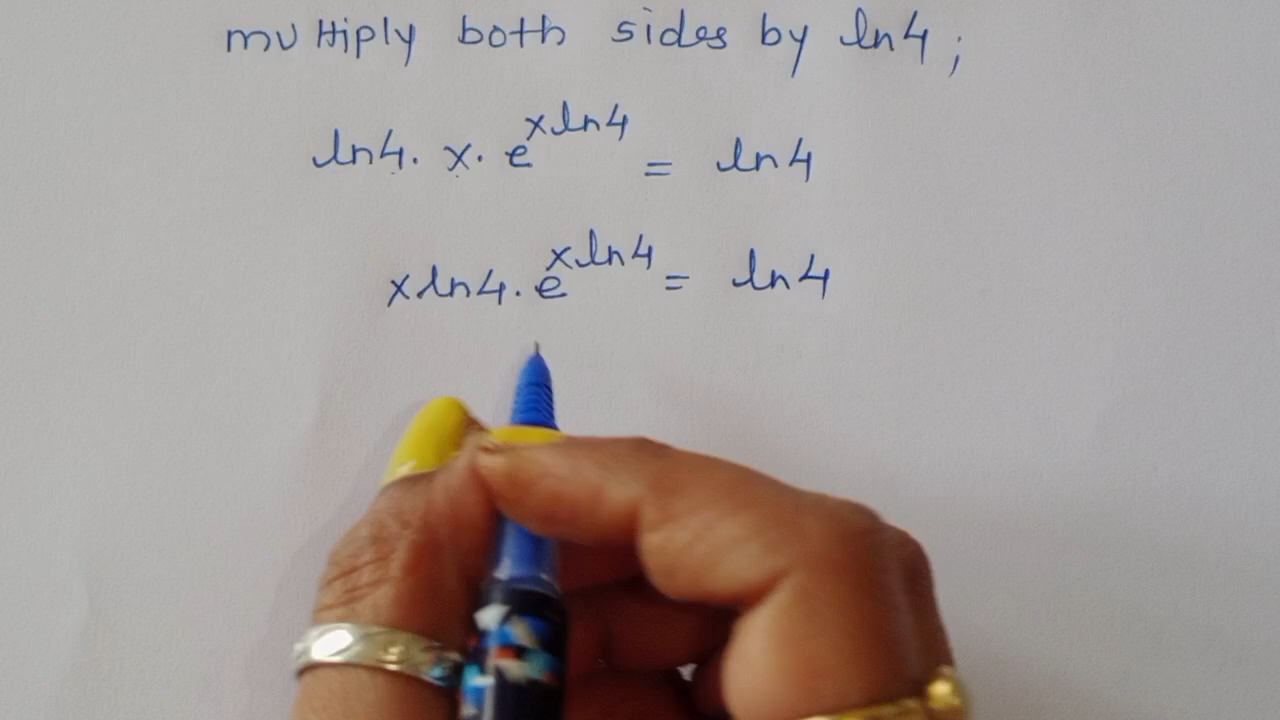 multiply both sides by ln4;
ln4. x. e^{xln4} = ln4
xln4. e^{xln4} = ln4